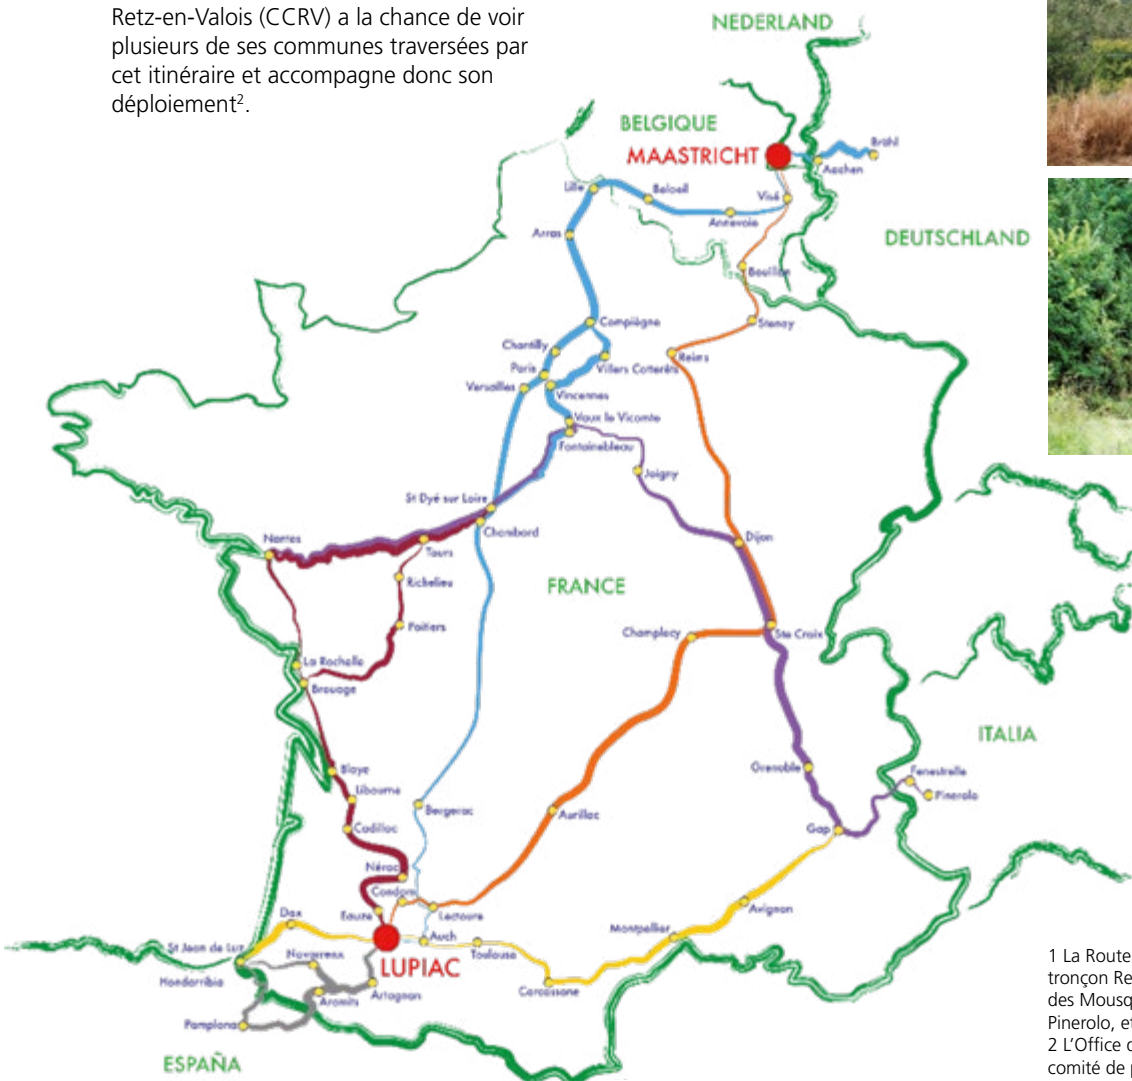 Retz-en-Valois (CCRV) a la chance de voir
plusieurs de ses communes traversées par
cet itinéraire et accompagne donc son
déploiement².
NEDERLAND
BELGIQUE
MAASTRICHT
Brühl
Aachen
Lille
Beloeil
Visé
Annevoie
Arras
DEUTSCHLAND
Bouillon
Compiègne
Stenay
Chantilly
Reims
Paris
Villers Cotterêts
Versailles
Vincennes
Vaux le Vicomte
Fontainebleau
Joigny
St Dyé sur Loire
Chambord
Nantes
Tours
Dijon
Richelieu
FRANCE
Poitiers
Champlecy
Ste Croix
La Rochelle
Brouage
ITALIA
Grenoble
Fenestrelle
Blaye
Pinerolo
Libourne
Bergerac
Aurillac
Cadillac
Gap
Nérac
Condom
Avignon
Eauze
Lectoure
Dax
Montpellier
Auch
St Jean de Luz
Toulouse
Navarrenx
LUPIAC
Hondarribia
Carcassone
Artagnan
Aramits
Pamplona
ESPAÑA
1 La Route
tronçon Re
des Mousq
Pinerolo, et
2 L'Office d
comité de p